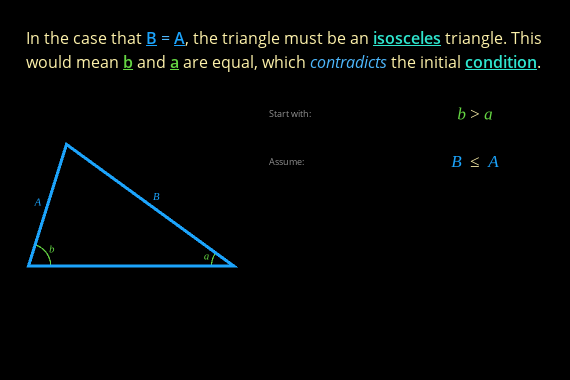 In the case that B = A, the triangle must be an isosceles triangle. This
would mean b and a are equal, which contradicts the initial condition.
Start with: b > a
Assume: B ≤ A
A
B
b
a